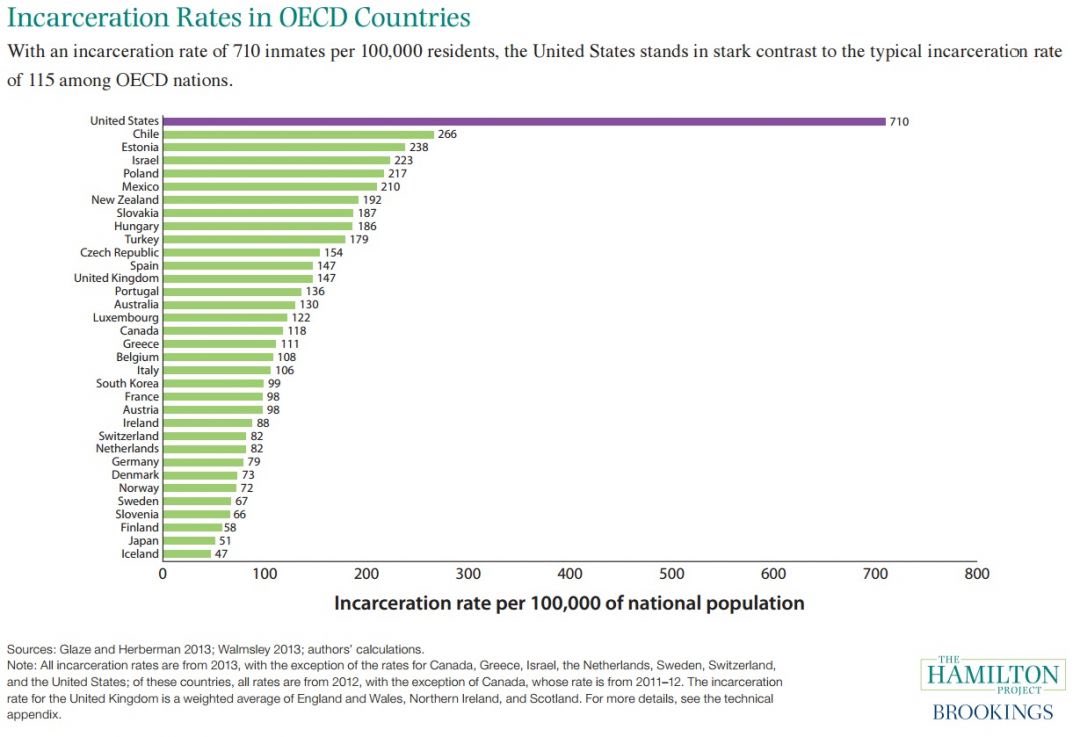 Incarceration Rates in OECD Countries
With an incarceration rate of 710 inmates per 100,000 residents, the United States stands in stark contrast to the typical incarceration rate
of 115 among OECD nations.
United States 710
Chile 266
Estonia 238
Israel 223
Poland 217
Mexico 210
New Zealand 192
Slovakia 187
Hungary 186
Turkey 179
Czech Republic 154
Spain 147
United Kingdom 147
Portugal 136
Australia 130
Luxembourg 122
Canada 118
Greece 111
Belgium 108
Italy 106
South Korea 99
France 98
Austria 98
Ireland 88
Switzerland 82
Netherlands 82
Germany 79
Denmark 73
Norway 72
Sweden 67
Slovenia 66
Finland 58
Japan 51
Iceland 47
0 100 200 300 400 500 600 700 800
Incarceration rate per 100,000 of national population
Sources: Glaze and Herberman 2013; Walmsley 2013; authors' calculations.
Note: All incarceration rates are from 2013, with the exception of the rates for Canada, Greece, Israel, the Netherlands, Sweden, Switzerland,
and the United States; of these countries, all rates are from 2012, with the exception of Canada, whose rate is from 2011–12. The incarceration
rate for the United Kingdom is a weighted average of England and Wales, Northern Ireland, and Scotland. For more details, see the technical
appendix.
THE
HAMILTON
PROJECT
BROOKINGS